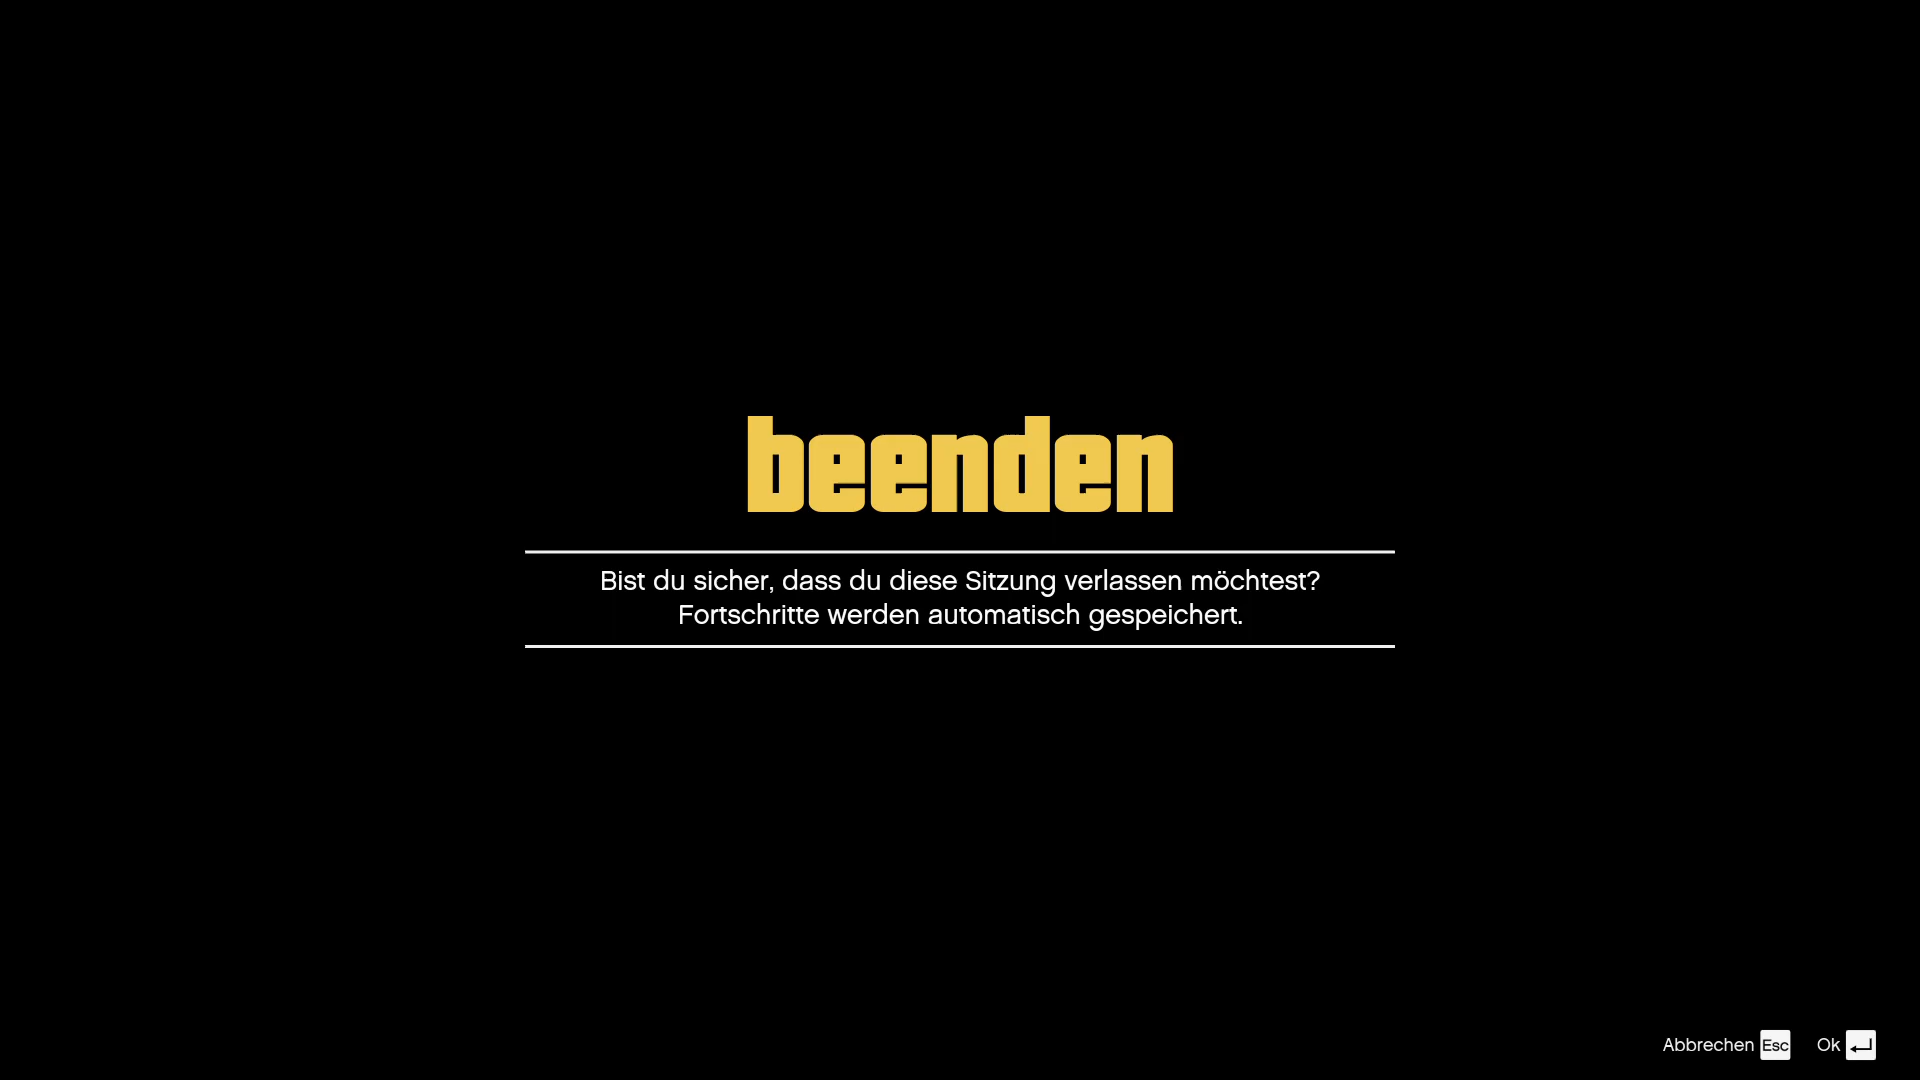 beenden
Bist du sicher, dass du diese Sitzung verlassen möchtest?
Fortschritte werden automatisch gespeichert.
Abbrechen Esc Ok